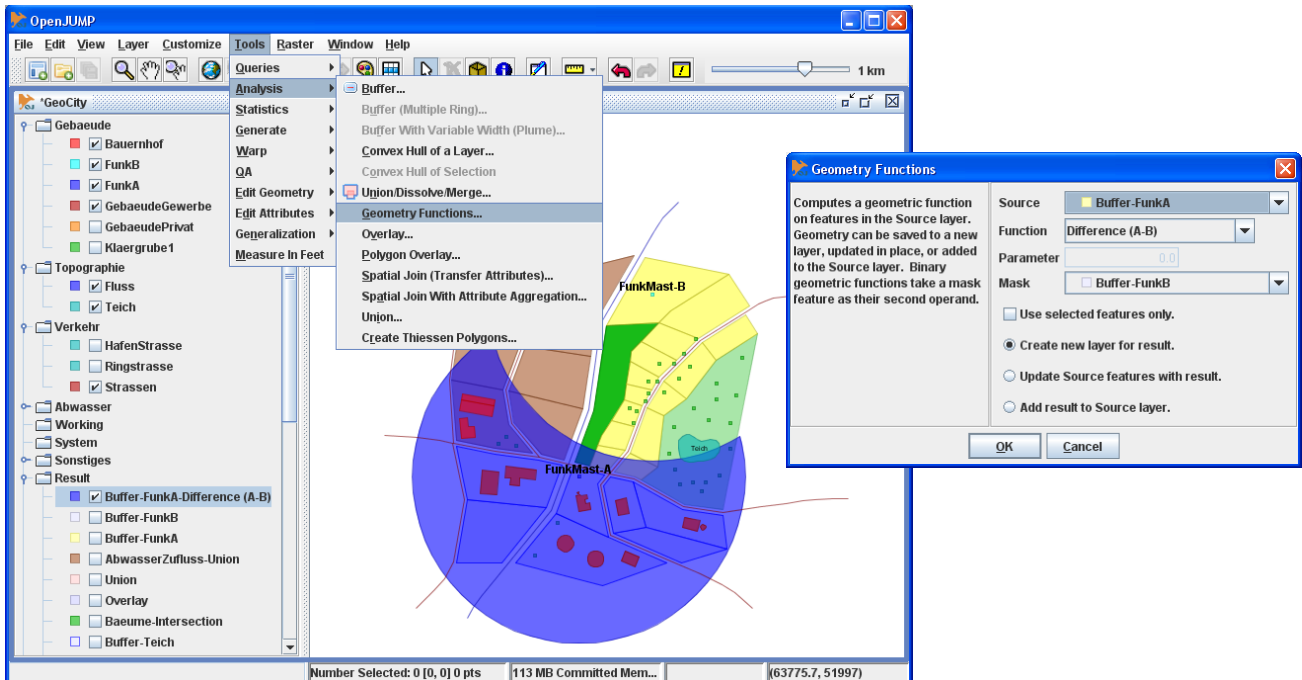 OpenJUMP
File Edit View Layer Customize Tools Raster Window Help
1 km
*GeoCity
Gebaeude
Bauernhof
FunkB
FunkA
GebaeudeGewerbe
GebaeudePrivat
Klaergrube1
Topographie
Fluss
Teich
Verkehr
HafenStrasse
Ringstrasse
Strassen
Abwasser
Working
System
Sonstiges
Result
Buffer-FunkA-Difference (A-B)
Buffer-FunkB
Buffer-FunkA
AbwasserZufluss-Union
Union
Overlay
Baeume-Intersection
Buffer-Teich
Queries
Analysis
Statistics
Generate
Warp
QA
Edit Geometry
Edit Attributes
Generalization
Measure In Feet
Buffer...
Buffer (Multiple Ring)...
Buffer With Variable Width (Plume)...
Convex Hull of a Layer...
Convex Hull of Selection
Union/Dissolve/Merge...
Geometry Functions...
Overlay...
Polygon Overlay...
Spatial Join (Transfer Attributes)...
Spatial Join With Attribute Aggregation...
Union...
Create Thiessen Polygons...
FunkMast-B
Teich
FunkMast-A
Number Selected: 0 [0, 0] 0 pts
113 MB Committed Mem...
(63775.7, 51997)
Geometry Functions
Computes a geometric function
on features in the Source layer.
Geometry can be saved to a new
layer, updated in place, or added
to the Source layer. Binary
geometric functions take a mask
feature as their second operand.
Source Buffer-FunkA
Function Difference (A-B)
Parameter 0.0
Mask Buffer-FunkB
Use selected features only.
Create new layer for result.
Update Source features with result.
Add result to Source layer.
OK Cancel